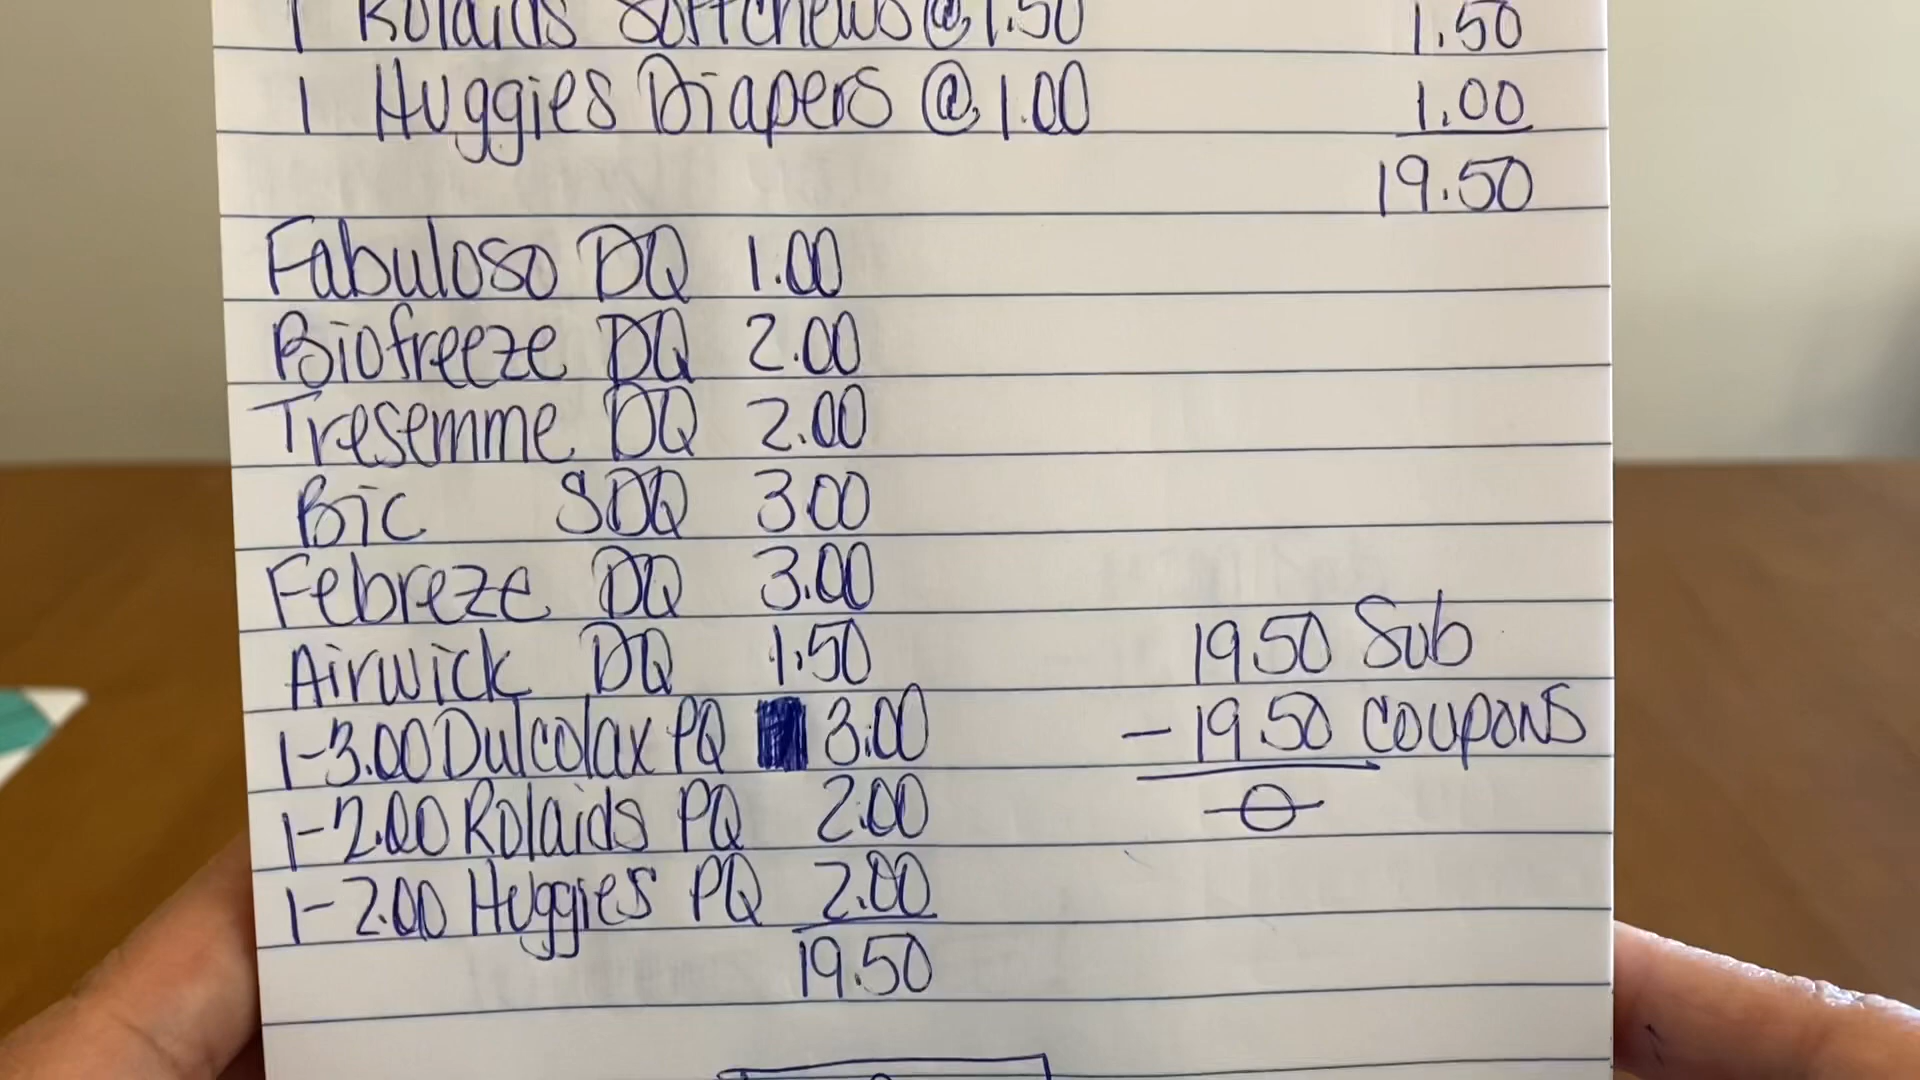 1 Rolaids Softchews @ 1.50 1.50
1 Huggies Diapers @ 1.00 1.00
19.50
Fabuloso DQ 1.00
Biofreeze DQ 2.00
Tresemme DQ 2.00
Bic SDQ 3.00
Febreze DQ 3.00
Airwick DQ 1.50
1-3.00 Dulcolax PQ 3.00
1-2.00 Rolaids PQ 2.00
1-2.00 Huggies PQ 2.00
19.50
19.50 Sub
- 19.50 coupons
0